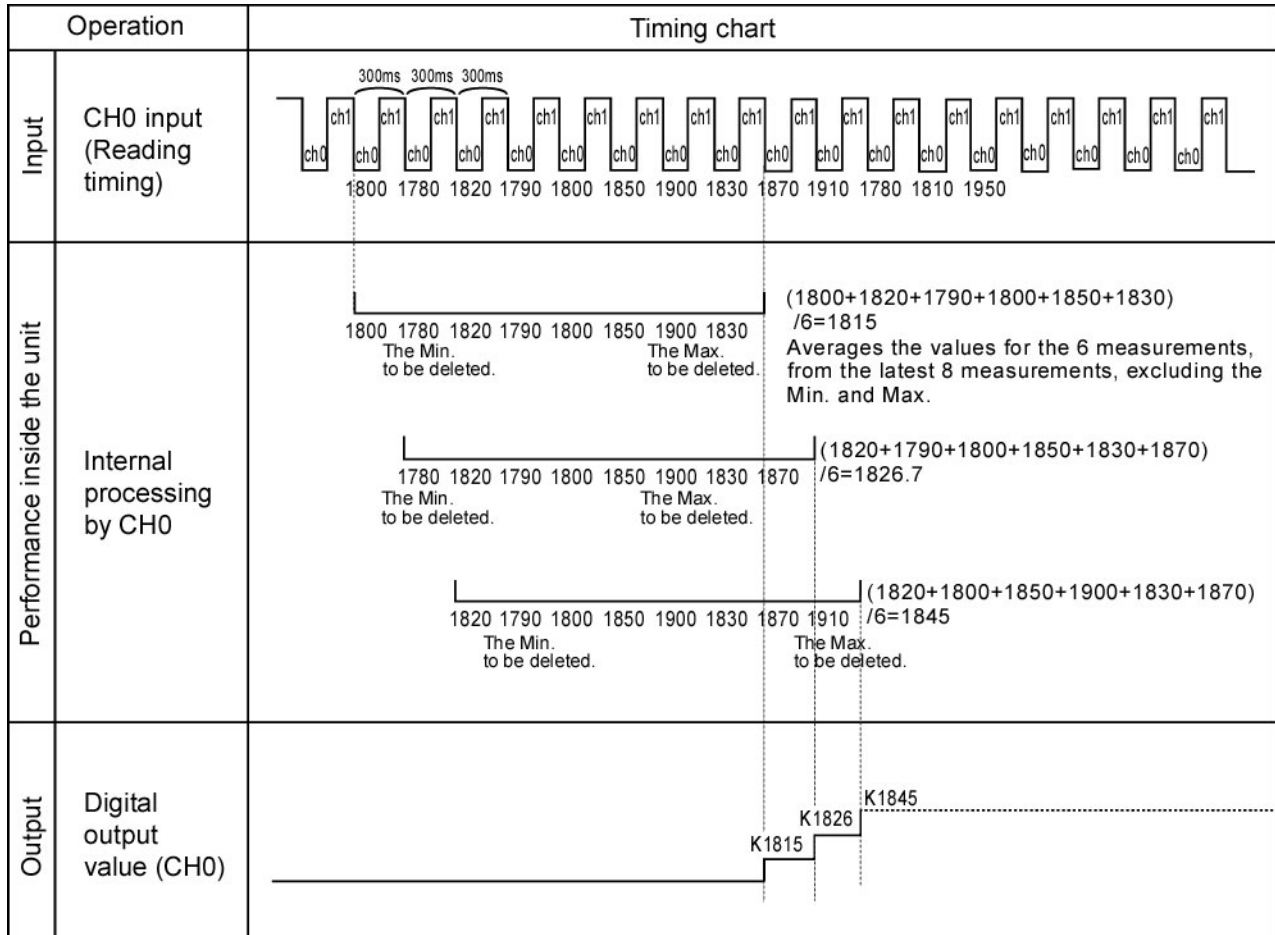 Operation
Timing chart
Input
CH0 input
(Reading
timing)
300ms 300ms 300ms
ch1 ch1 ch1 ch1 ch1 ch1 ch1 ch1 ch1 ch1 ch1 ch1 ch1 ch1 ch1 ch1 ch1 ch1
ch0 ch0 ch0 ch0 ch0 ch0 ch0 ch0 ch0 ch0 ch0 ch0 ch0 ch0 ch0 ch0 ch0 ch0
1800 1780 1820 1790 1800 1850 1900 1830 1870 1910 1780 1810 1950
Performance inside the unit
Internal
processing
by CH0
1800 1780 1820 1790 1800 1850 1900 1830
The Min.
to be deleted.
The Max.
to be deleted.
(1800+1820+1790+1800+1850+1830)
/6=1815
Averages the values for the 6 measurements,
from the latest 8 measurements, excluding the
Min. and Max.
1780 1820 1790 1800 1850 1900 1830 1870
The Min.
to be deleted.
The Max.
to be deleted.
(1820+1790+1800+1850+1830+1870)
/6=1826.7
1820 1790 1800 1850 1900 1830 1870 1910
The Min.
to be deleted.
The Max.
to be deleted.
(1820+1800+1850+1900+1830+1870)
/6=1845
Output
Digital
output
value (CH0)
K1815
K1826
K1845